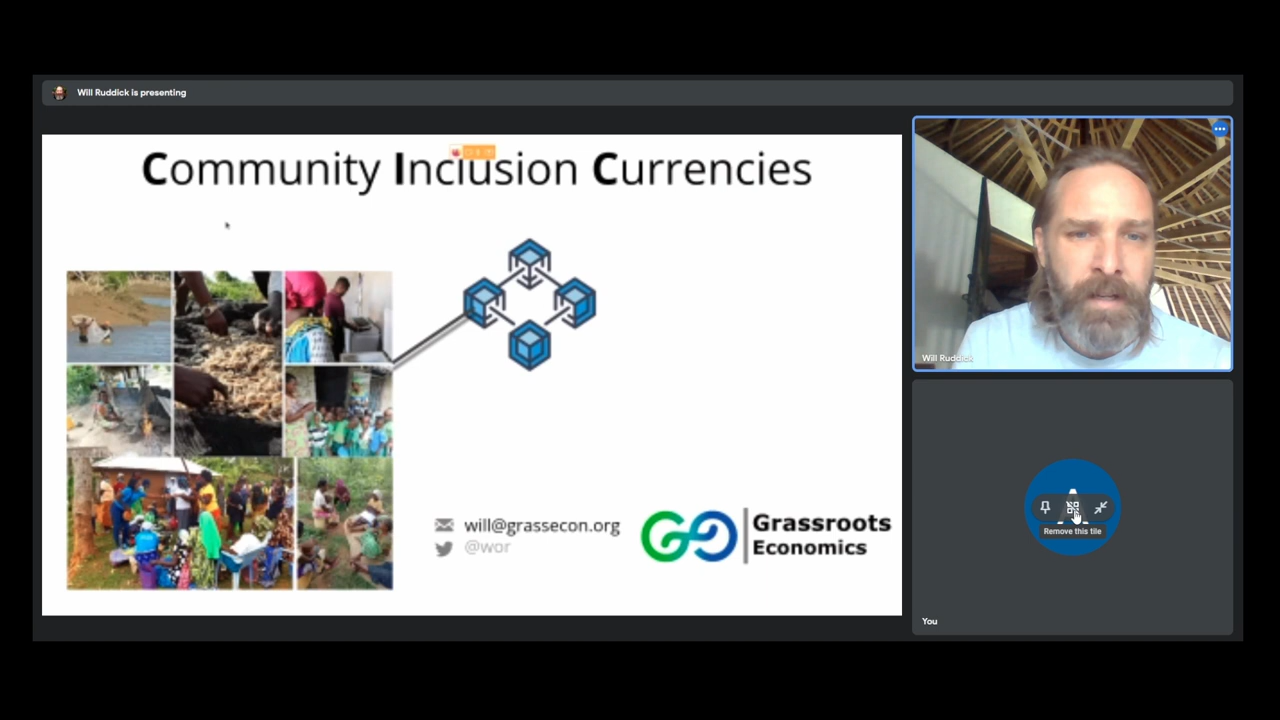 Will Ruddick is presenting
Community Inclusion Currencies
will@grassecon.org
@wor
Grassroots
Economics
Will Ruddick
Remove this tile
You